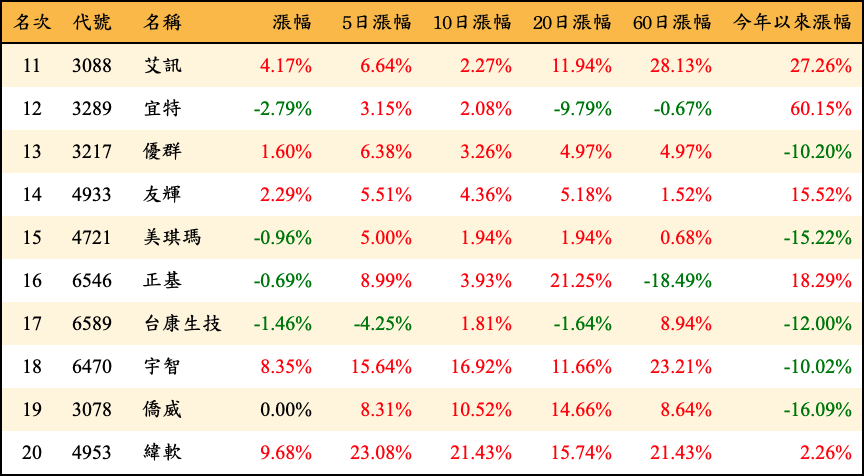 名次 代號 名稱 漲幅 5日漲幅 10日漲幅 20日漲幅 60日漲幅 今年以來漲幅
11 3088 艾訊 4.17% 6.64% 2.27% 11.94% 28.13% 27.26%
12 3289 宜特 -2.79% 3.15% 2.08% -9.79% -0.67% 60.15%
13 3217 優群 1.60% 6.38% 3.26% 4.97% 4.97% -10.20%
14 4933 友輝 2.29% 5.51% 4.36% 5.18% 1.52% 15.52%
15 4721 美琪瑪 -0.96% 5.00% 1.94% 1.94% 0.68% -15.22%
16 6546 正基 -0.69% 8.99% 3.93% 21.25% -18.49% 18.29%
17 6589 台康生技 -1.46% -4.25% 1.81% -1.64% 8.94% -12.00%
18 6470 宇智 8.35% 15.64% 16.92% 11.66% 23.21% -10.02%
19 3078 僑威 0.00% 8.31% 10.52% 14.66% 8.64% -16.09%
20 4953 緯軟 9.68% 23.08% 21.43% 15.74% 21.43% 2.26%